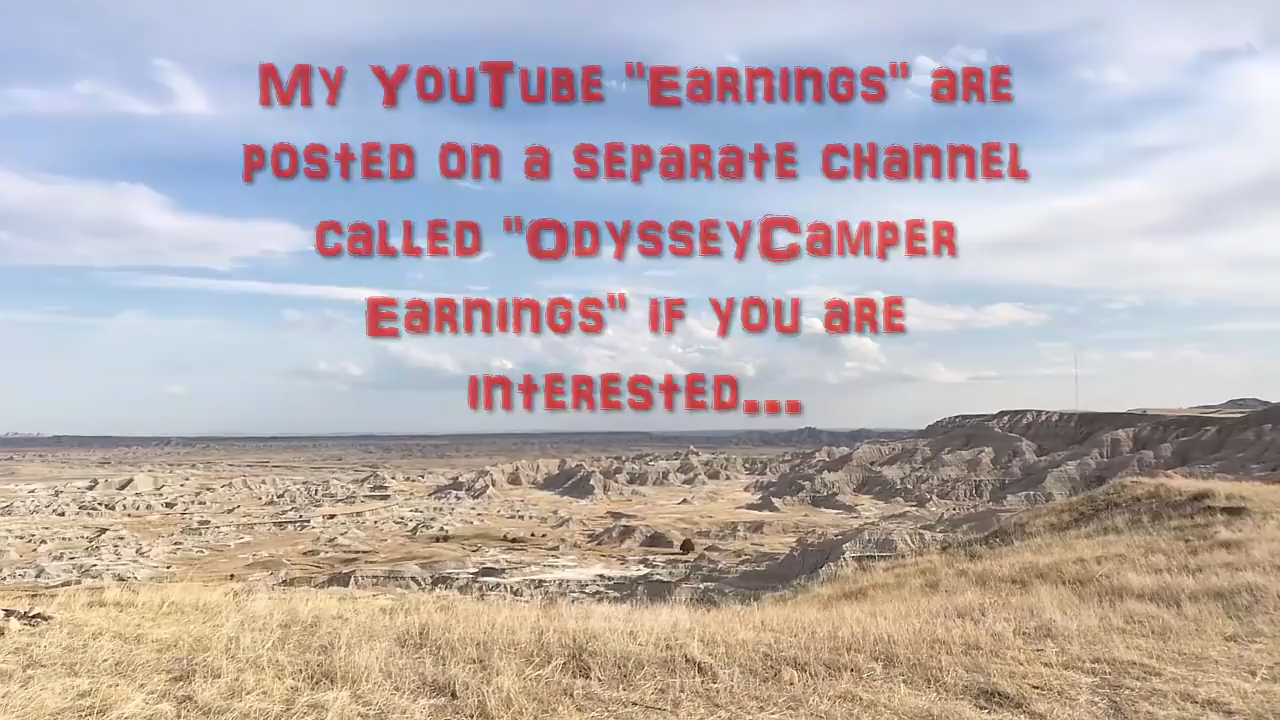 My YouTube "Earnings" are
posted on a separate channel
called "OdysseyCamper
Earnings" if you are
interested...